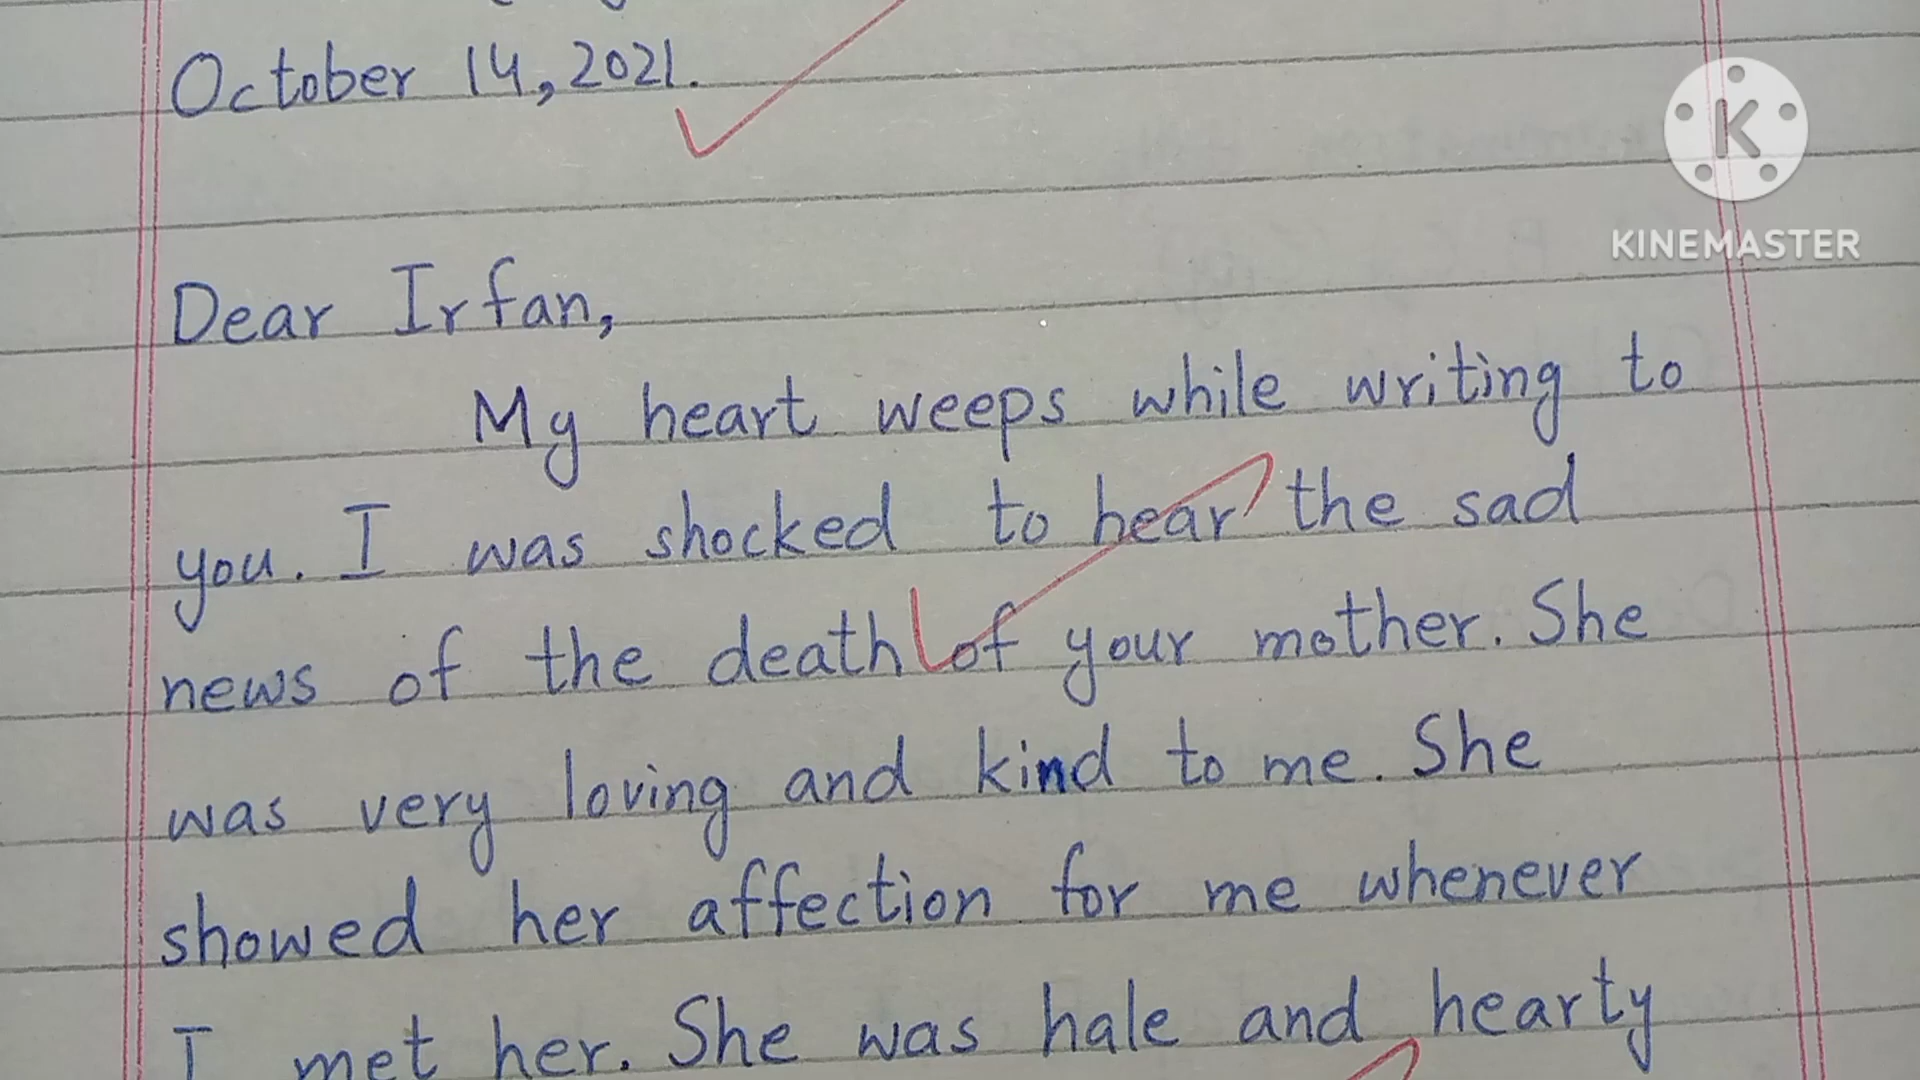 October 14, 2021.
K
KINEMASTER
Dear Irfan,
My heart weeps while writing to
you. I was shocked to hear the sad
news of the death of your mother. She
was very loving and kind to me. She
showed her affection for me whenever
I met her. She was hale and hearty